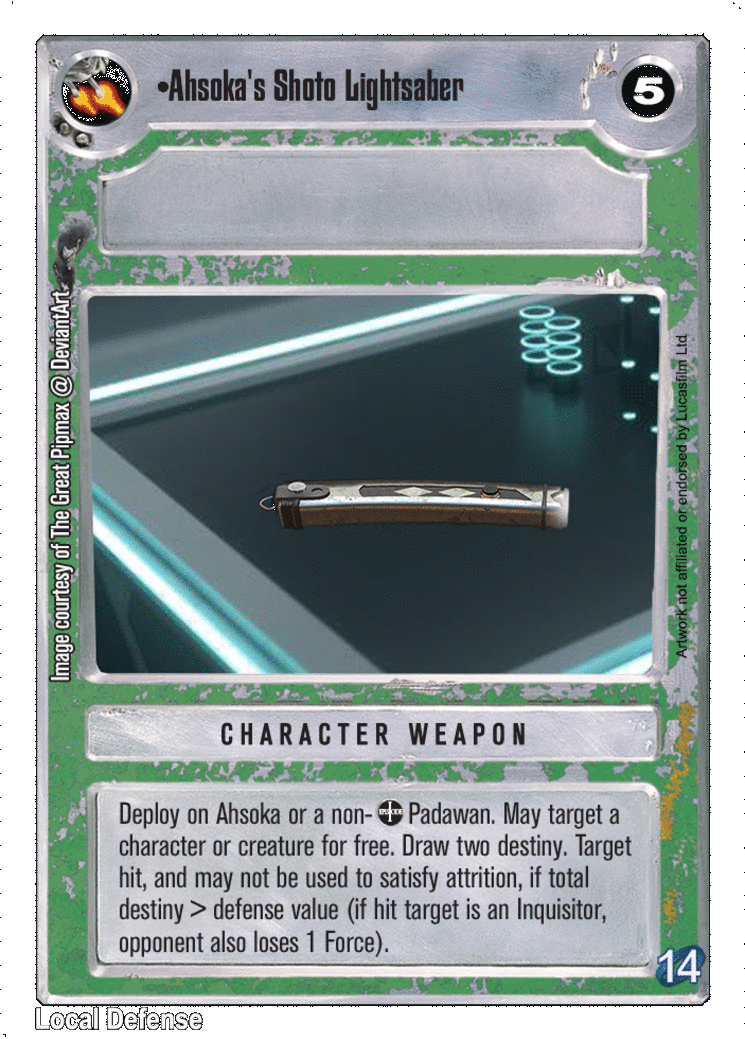 •Ahsoka's Shoto Lightsaber
5
Image courtesy of The Great Pipmax @ DeviantArt.
Artwork not affiliated or endorsed by Lucasfilm Ltd.
CHARACTER WEAPON
Deploy on Ahsoka or a non- EPISODE I Padawan. May target a
character or creature for free. Draw two destiny. Target
hit, and may not be used to satisfy attrition, if total
destiny > defense value (if hit target is an Inquisitor,
opponent also loses 1 Force).
14
Local Defense